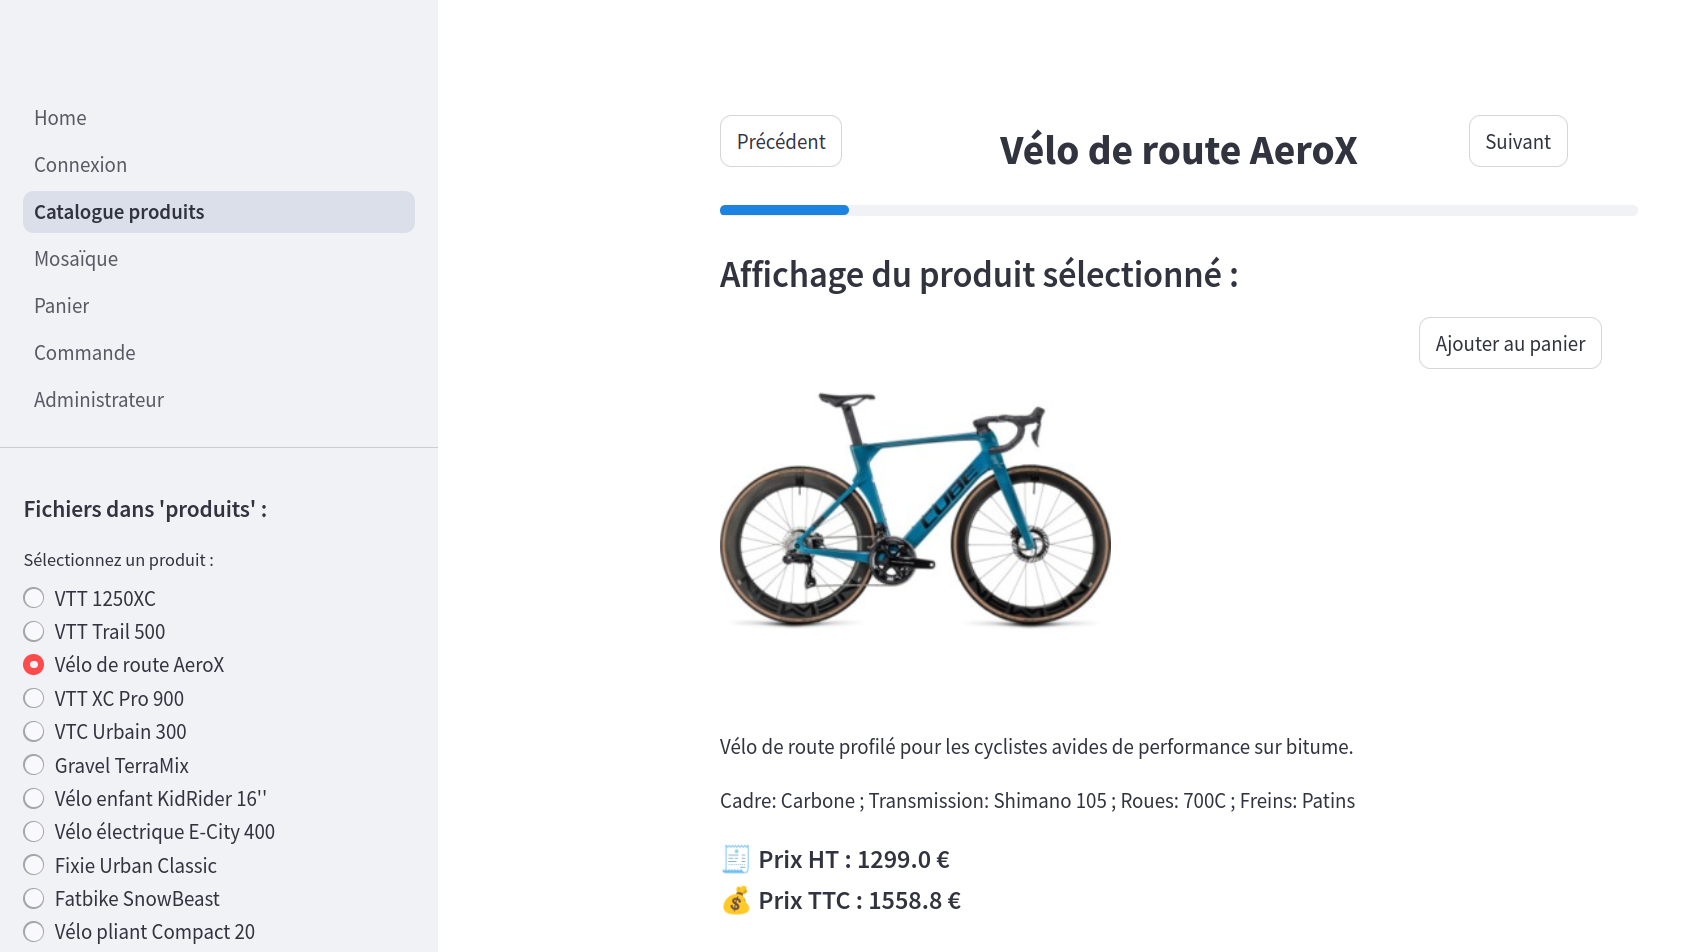 Home
Connexion
Catalogue produits
Mosaïque
Panier
Commande
Administrateur
Fichiers dans 'produits' :
Sélectionnez un produit :
VTT 1250XC
VTT Trail 500
Vélo de route AeroX
VTT XC Pro 900
VTC Urbain 300
Gravel TerraMix
Vélo enfant KidRider 16''
Vélo électrique E-City 400
Fixie Urban Classic
Fatbike SnowBeast
Vélo pliant Compact 20
Précédent
Vélo de route AeroX
Suivant
Affichage du produit sélectionné :
Ajouter au panier
CUBE
Vélo de route profilé pour les cyclistes avides de performance sur bitume.
Cadre: Carbone ; Transmission: Shimano 105 ; Roues: 700C ; Freins: Patins
Prix HT : 1299.0 €
Prix TTC : 1558.8 €